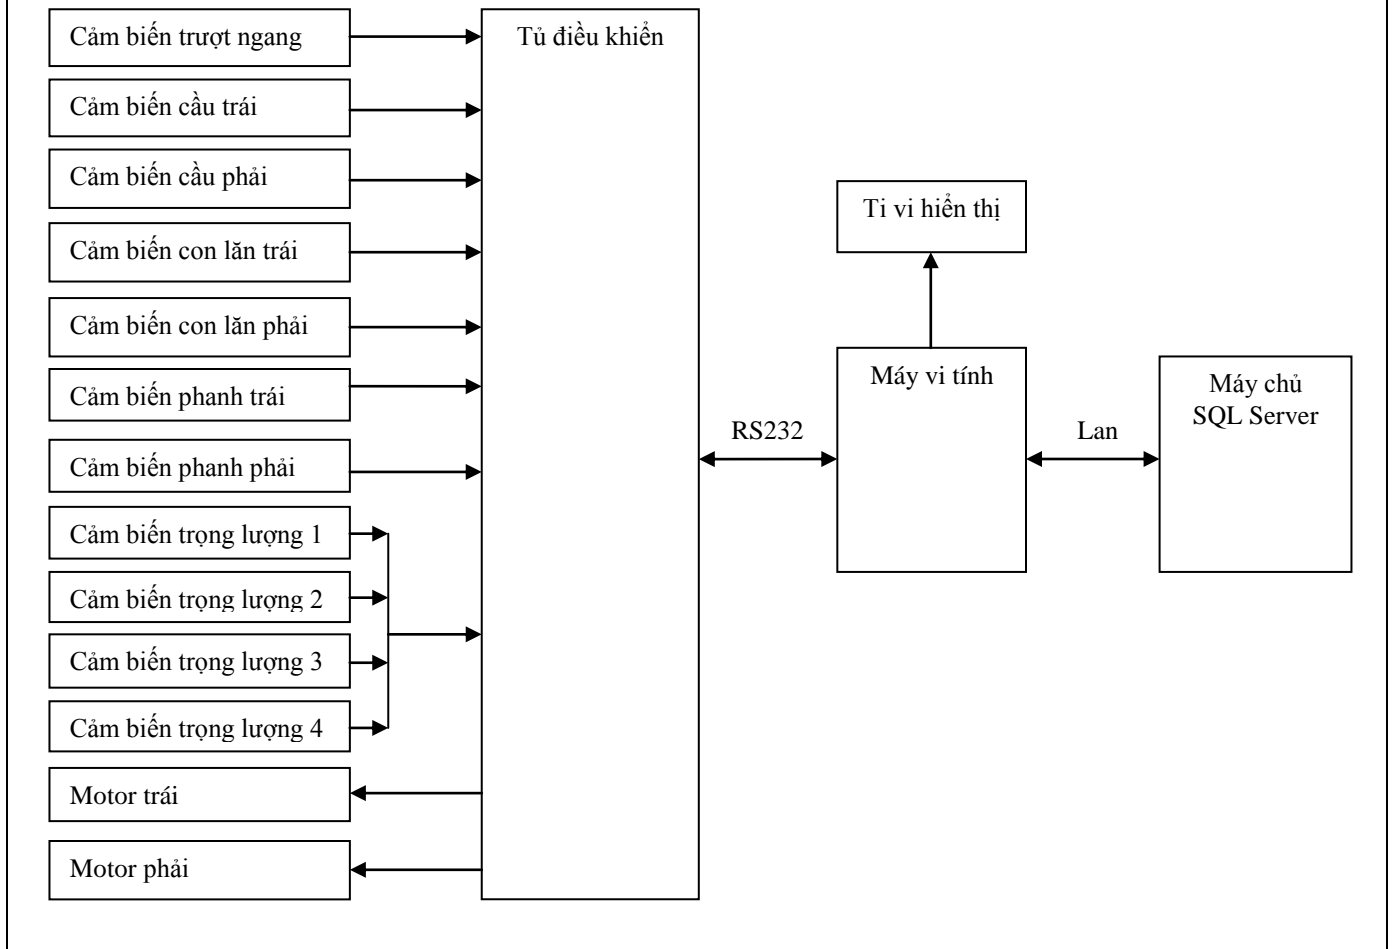 Cảm biến trượt ngang
Cảm biến cầu trái
Cảm biến cầu phải
Cảm biến con lăn trái
Cảm biến con lăn phải
Cảm biến phanh trái
Cảm biến phanh phải
Cảm biến trọng lượng 1
Cảm biến trọng lượng 2
Cảm biến trọng lượng 3
Cảm biến trọng lượng 4
Motor trái
Motor phải
Tủ điều khiển
RS232
Ti vi hiển thị
Máy vi tính
Lan
Máy chủ
SQL Server